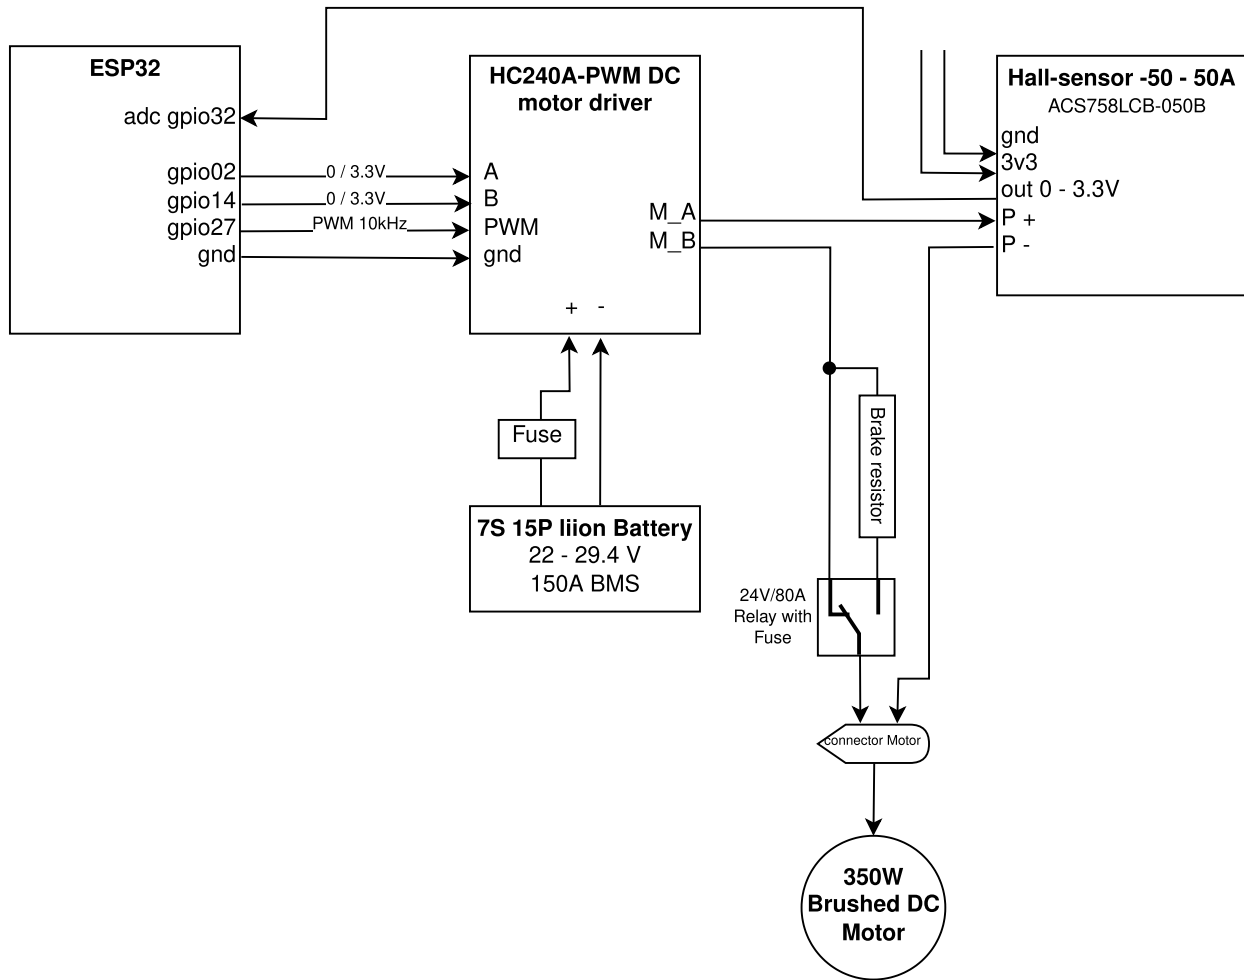 ESP32
adc gpio32
gpio02
gpio14
gpio27
gnd
0 / 3.3V
0 / 3.3V
PWM 10kHz
HC240A-PWM DC
motor driver
A
B
PWM
gnd
M_A
M_B
+ -
Hall-sensor -50 - 50A
ACS758LCB-050B
gnd
3v3
out 0 - 3.3V
P +
P -
Fuse
7S 15P liion Battery
22 - 29.4 V
150A BMS
Brake resistor
24V/80A
Relay with
Fuse
connector Motor
350W
Brushed DC
Motor